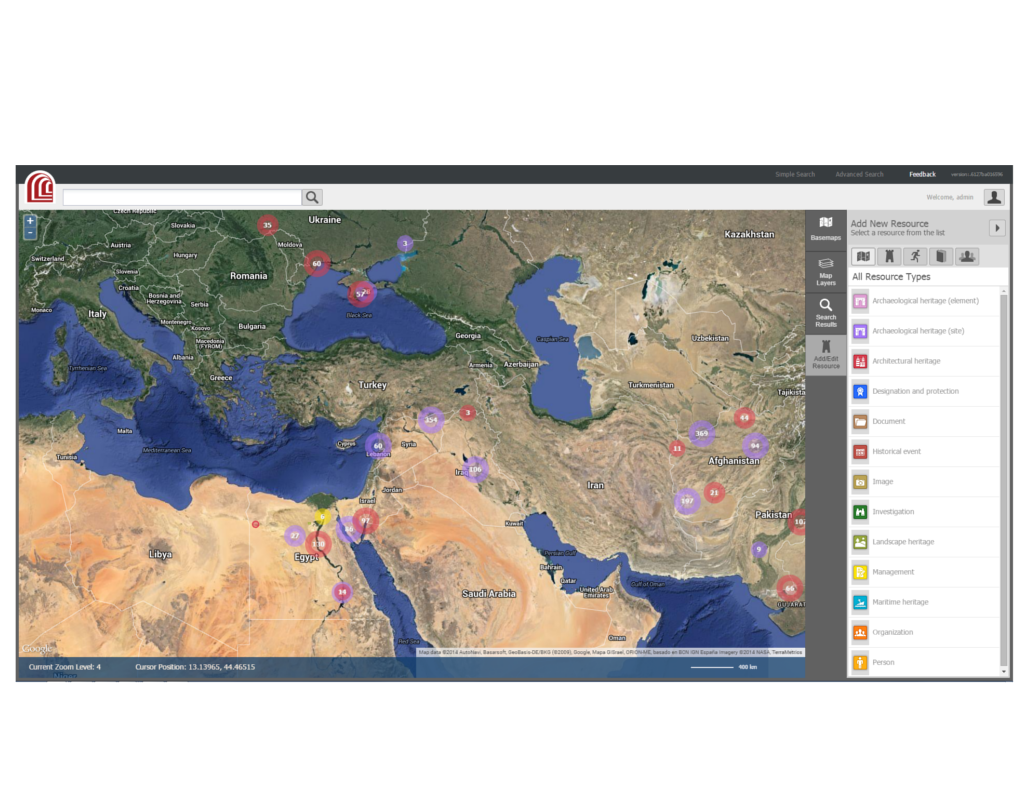 Simple Search
Advanced Search
Feedback
Welcome, admin
+
-
Czech Republic
Slovakia
Ukraine
Kazakhstan
35
3
Moldova
Austria
Switzerland
Hungary
60
Slovenia
Romania
Croatia
57
Bosnia and
Herzegovina
Serbia
Monaco
Italy
Black Sea
Montenegro
Kosovo
Bulgaria
Georgia
Caspian Sea
Uzbekistan
Macedonia
(FYROM)
Albania
Armenia
Azerbaijan
Tyrrhenian Sea
Greece
Turkey
Turkmenistan
Tajikista
354
3
44
Malta
369
Cyprus
60
Syria
94
Mediterranean Sea
Lebanon
11
Afghanistan
Tunisia
Iraq
106
Iran
Jordan
21
Israel
197
Pakistan
Kuwait
27
Libya
Egypt
Persian Gulf
9
Bahrain
Qatar
Gulf of Oman
34
Saudi Arabia
United Arab
Emirates
66
GUJARAT
Oman
Red Sea
Google
Map data ©2014 AutoNavi, Basarsoft, GeoBasis-DE/BKG (©2009), Google, Mapa GISrael, ORION-ME, basado en BCN IGN España Imagery ©2014 NASA, TerraMetrics
Current Zoom Level: 4
Cursor Position: 13.13965, 44.46515
400 km
Basemaps
Map
Layers
Search
Results
Add/Edit
Resource
Add New Resource
Select a resource from the list
All Resource Types
Archaeological heritage (element)
Archaeological heritage (site)
Architectural heritage
Designation and protection
Document
Historical event
Image
Investigation
Landscape heritage
Management
Maritime heritage
Organization
Person